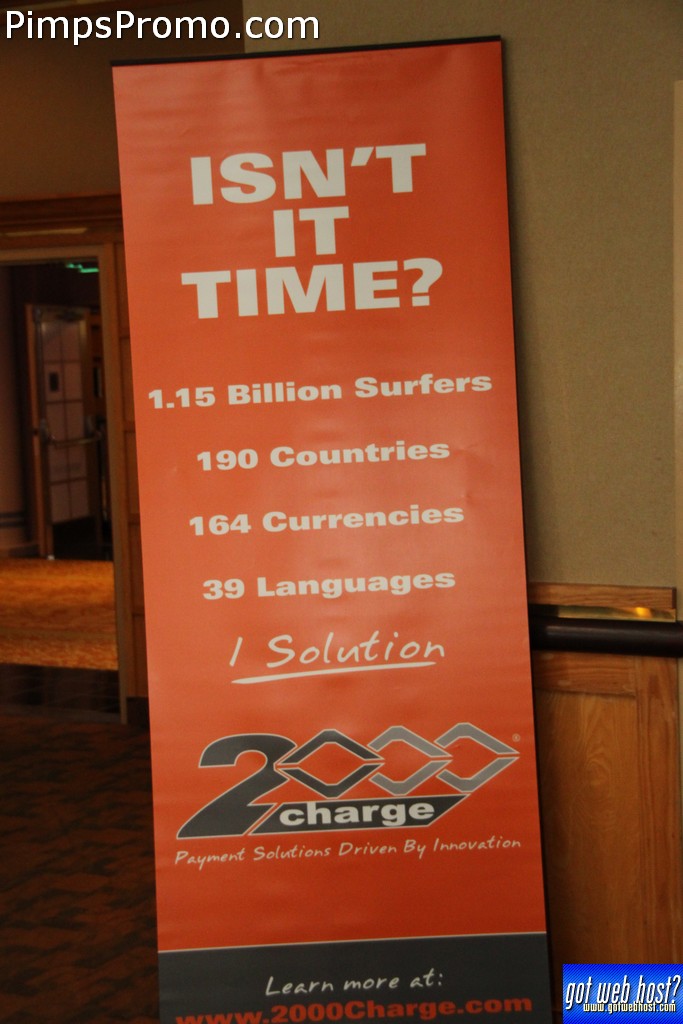 PimpsPromo.com
ISN'T
IT
TIME?
1.15 Billion Surfers
190 Countries
164 Currencies
39 Languages
1 Solution
2000®
charge
Payment Solutions Driven By Innovation
Learn more at:
www.2000Charge.com
got web host?
www.gotwebhost.com